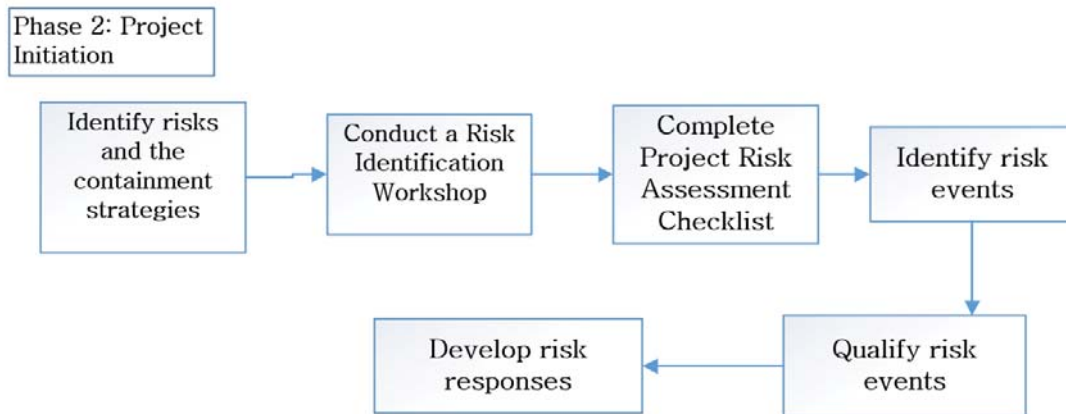 Phase 2: Project
Initiation
Identify risks
and the
containment
strategies
Conduct a Risk
Identification
Workshop
Complete
Project Risk
Assessment
Checklist
Identify risk
events
Qualify risk
events
Develop risk
responses